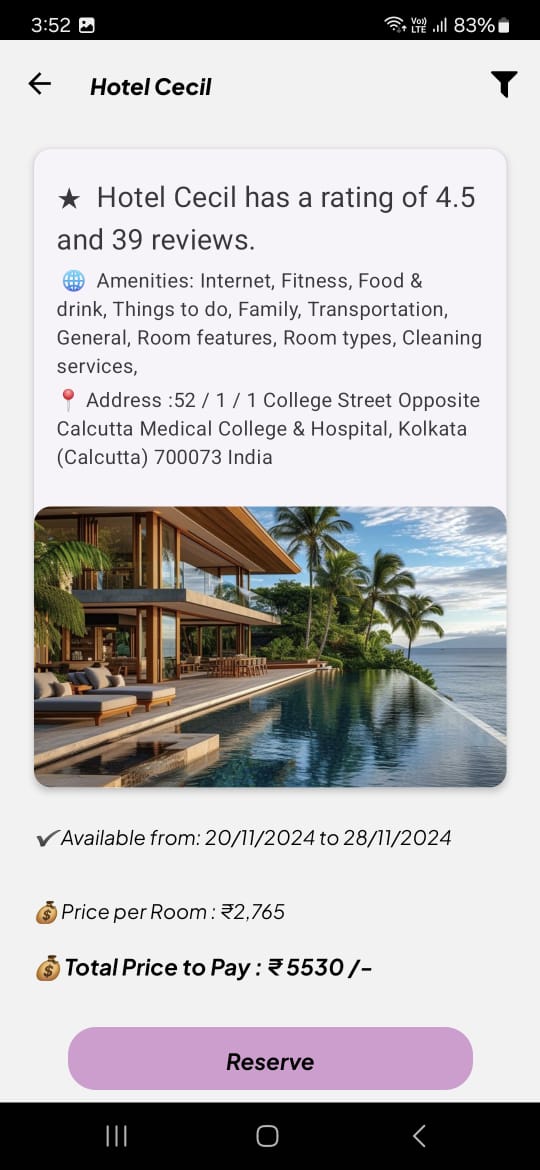 3:52 Vo) LTE 83%
Hotel Cecil
★ Hotel Cecil has a rating of 4.5
and 39 reviews.
🌐 Amenities: Internet, Fitness, Food &
drink, Things to do, Family, Transportation,
General, Room features, Room types, Cleaning
services,
📍 Address :52 / 1 / 1 College Street Opposite
Calcutta Medical College & Hospital, Kolkata
(Calcutta) 700073 India
✔Available from: 20/11/2024 to 28/11/2024
💰Price per Room : ₹2,765
💰Total Price to Pay : ₹ 5530 /-
Reserve